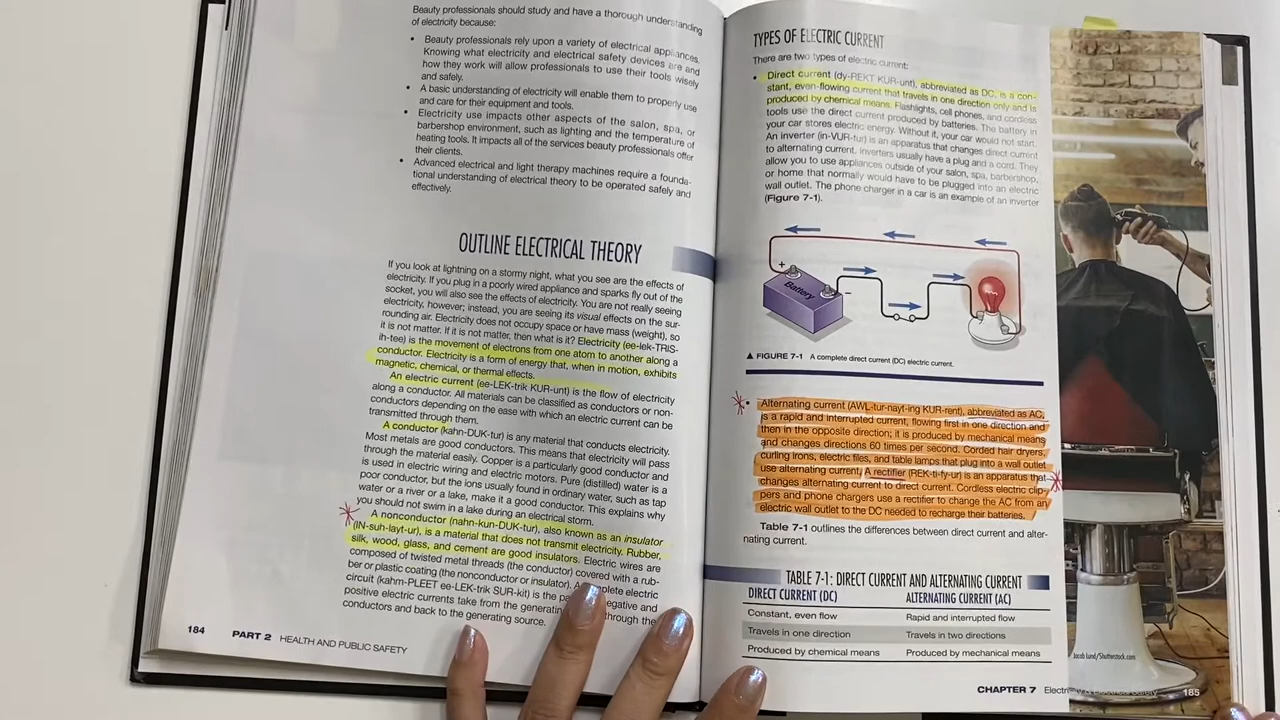 Beauty professionals should study and have a thorough understanding
of electricity because:
• Beauty professionals rely upon a variety of electrical appliances.
Knowing what electricity and electrical safety devices are and
how they work will allow professionals to use their tools wisely
and safely.
• A basic understanding of electricity will enable them to properly use
and care for their equipment and tools.
• Electricity use impacts other aspects of the salon, spa, or
barbershop environment, such as lighting and the temperature of
heating tools. It impacts all of the services beauty professionals offer
their clients.
• Advanced electrical and light therapy machines require a founda-
tional understanding of electrical theory to be operated safely and
effectively.
OUTLINE ELECTRICAL THEORY
If you look at lightning on a stormy night, what you see are the effects of
electricity. If you plug in a poorly wired appliance and sparks fly out of the
socket, you will also see the effects of electricity. You are not really seeing
electricity, however; instead, you are seeing its visual effects on the sur-
rounding air. Electricity does not occupy space or have mass (weight), so
it is not matter. If it is not matter, then what is it? Electricity (ee-lek-TRIS-
ih-tee) is the movement of electrons from one atom to another along a
conductor. Electricity is a form of energy that, when in motion, exhibits
magnetic, chemical, or thermal effects.
An electric current (ee-LEK-trik KUR-unt) is the flow of electricity
along a conductor. All materials can be classified as conductors or non-
conductors depending on the ease with which an electric current can be
transmitted through them.
A conductor (kahn-DUK-tur) is any material that conducts electricity.
Most metals are good conductors. This means that electricity will pass
through the material easily. Copper is a particularly good conductor and
is used in electric wiring and electric motors. Pure (distilled) water is a
poor conductor, but the ions usually found in ordinary water, such as tap
water or a river or a lake, make it a good conductor. This explains why
you should not swim in a lake during an electrical storm.
A nonconductor (nahn-kun-DUK-tur), also known as an insulator
(IN-suh-layt-ur), is a material that does not transmit electricity. Rubber,
silk, wood, glass, and cement are good insulators. Electric wires are
composed of twisted metal threads (the conductor) covered with a rub-
ber or plastic coating (the nonconductor or insulator). A complete electric
circuit (kahm-PLEET ee-LEK-trik SUR-kit) is the negative and
positive electric currents take from the through the
conductors and back to the generating source.
184 PART 2 HEALTH AND PUBLIC SAFETY
TYPES OF ELECTRIC CURRENT
There are two types of electric current:
• Direct current (dy-REKT KUR-unt), abbreviated as DC, is a con-
stant, even-flowing current that travels in one direction only and is
produced by chemical means. Flashlights, cell phones, and cordless
tools use the direct current produced by batteries. The battery in
your car stores electric energy. Without it, your car would not start.
An inverter (in-VUR-tur) is an apparatus that changes direct current
to alternating current. Inverters usually have a plug and a cord. They
allow you to use appliances outside of your salon, spa, barbershop,
or home that normally would have to be plugged into an electric
wall outlet. The phone charger in a car is an example of an inverter
(Figure 7-1).
+
−
Battery
▲ FIGURE 7-1 A complete direct current (DC) electric current.
• Alternating current (AWL-tur-nayt-ing KUR-rent), abbreviated as AC,
is a rapid and interrupted current, flowing first in one direction and
then in the opposite direction; it is produced by mechanical means
and changes directions 60 times per second. Corded hair dryers,
curling irons, electric files, and table lamps that plug into a wall outlet
use alternating current. A rectifier (REK-ti-fy-ur) is an apparatus that
changes alternating current to direct current. Cordless electric clip-
pers and phone chargers use a rectifier to change the AC from an
electric wall outlet to the DC needed to recharge their batteries.
Table 7-1 outlines the differences between direct current and alter-
nating current.
TABLE 7-1: DIRECT CURRENT AND ALTERNATING CURRENT
DIRECT CURRENT (DC) ALTERNATING CURRENT (AC)
Constant, even flow Rapid and interrupted flow
Travels in one direction Travels in two directions
Produced by chemical means Produced by mechanical means
Jacob Lund/Shutterstock.com
CHAPTER 7 Electricity & Electrical Safety 185